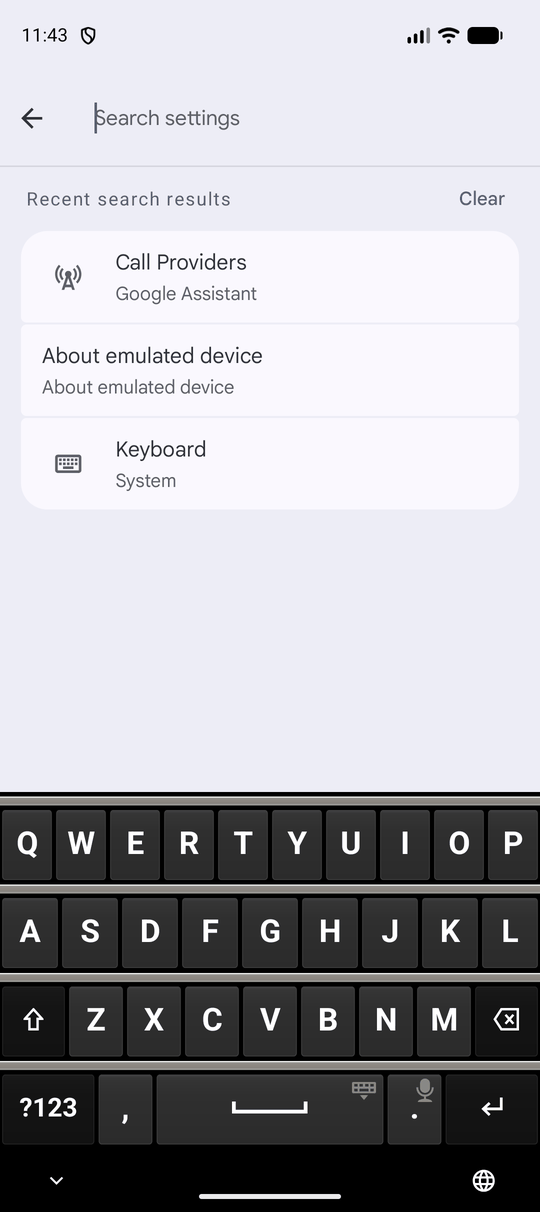 11:43
Search settings
Recent search results
Clear
Call Providers
Google Assistant
About emulated device
About emulated device
Keyboard
System
Q W E R T Y U I O P
A S D F G H J K L
Z X C V B N M
?123 , .